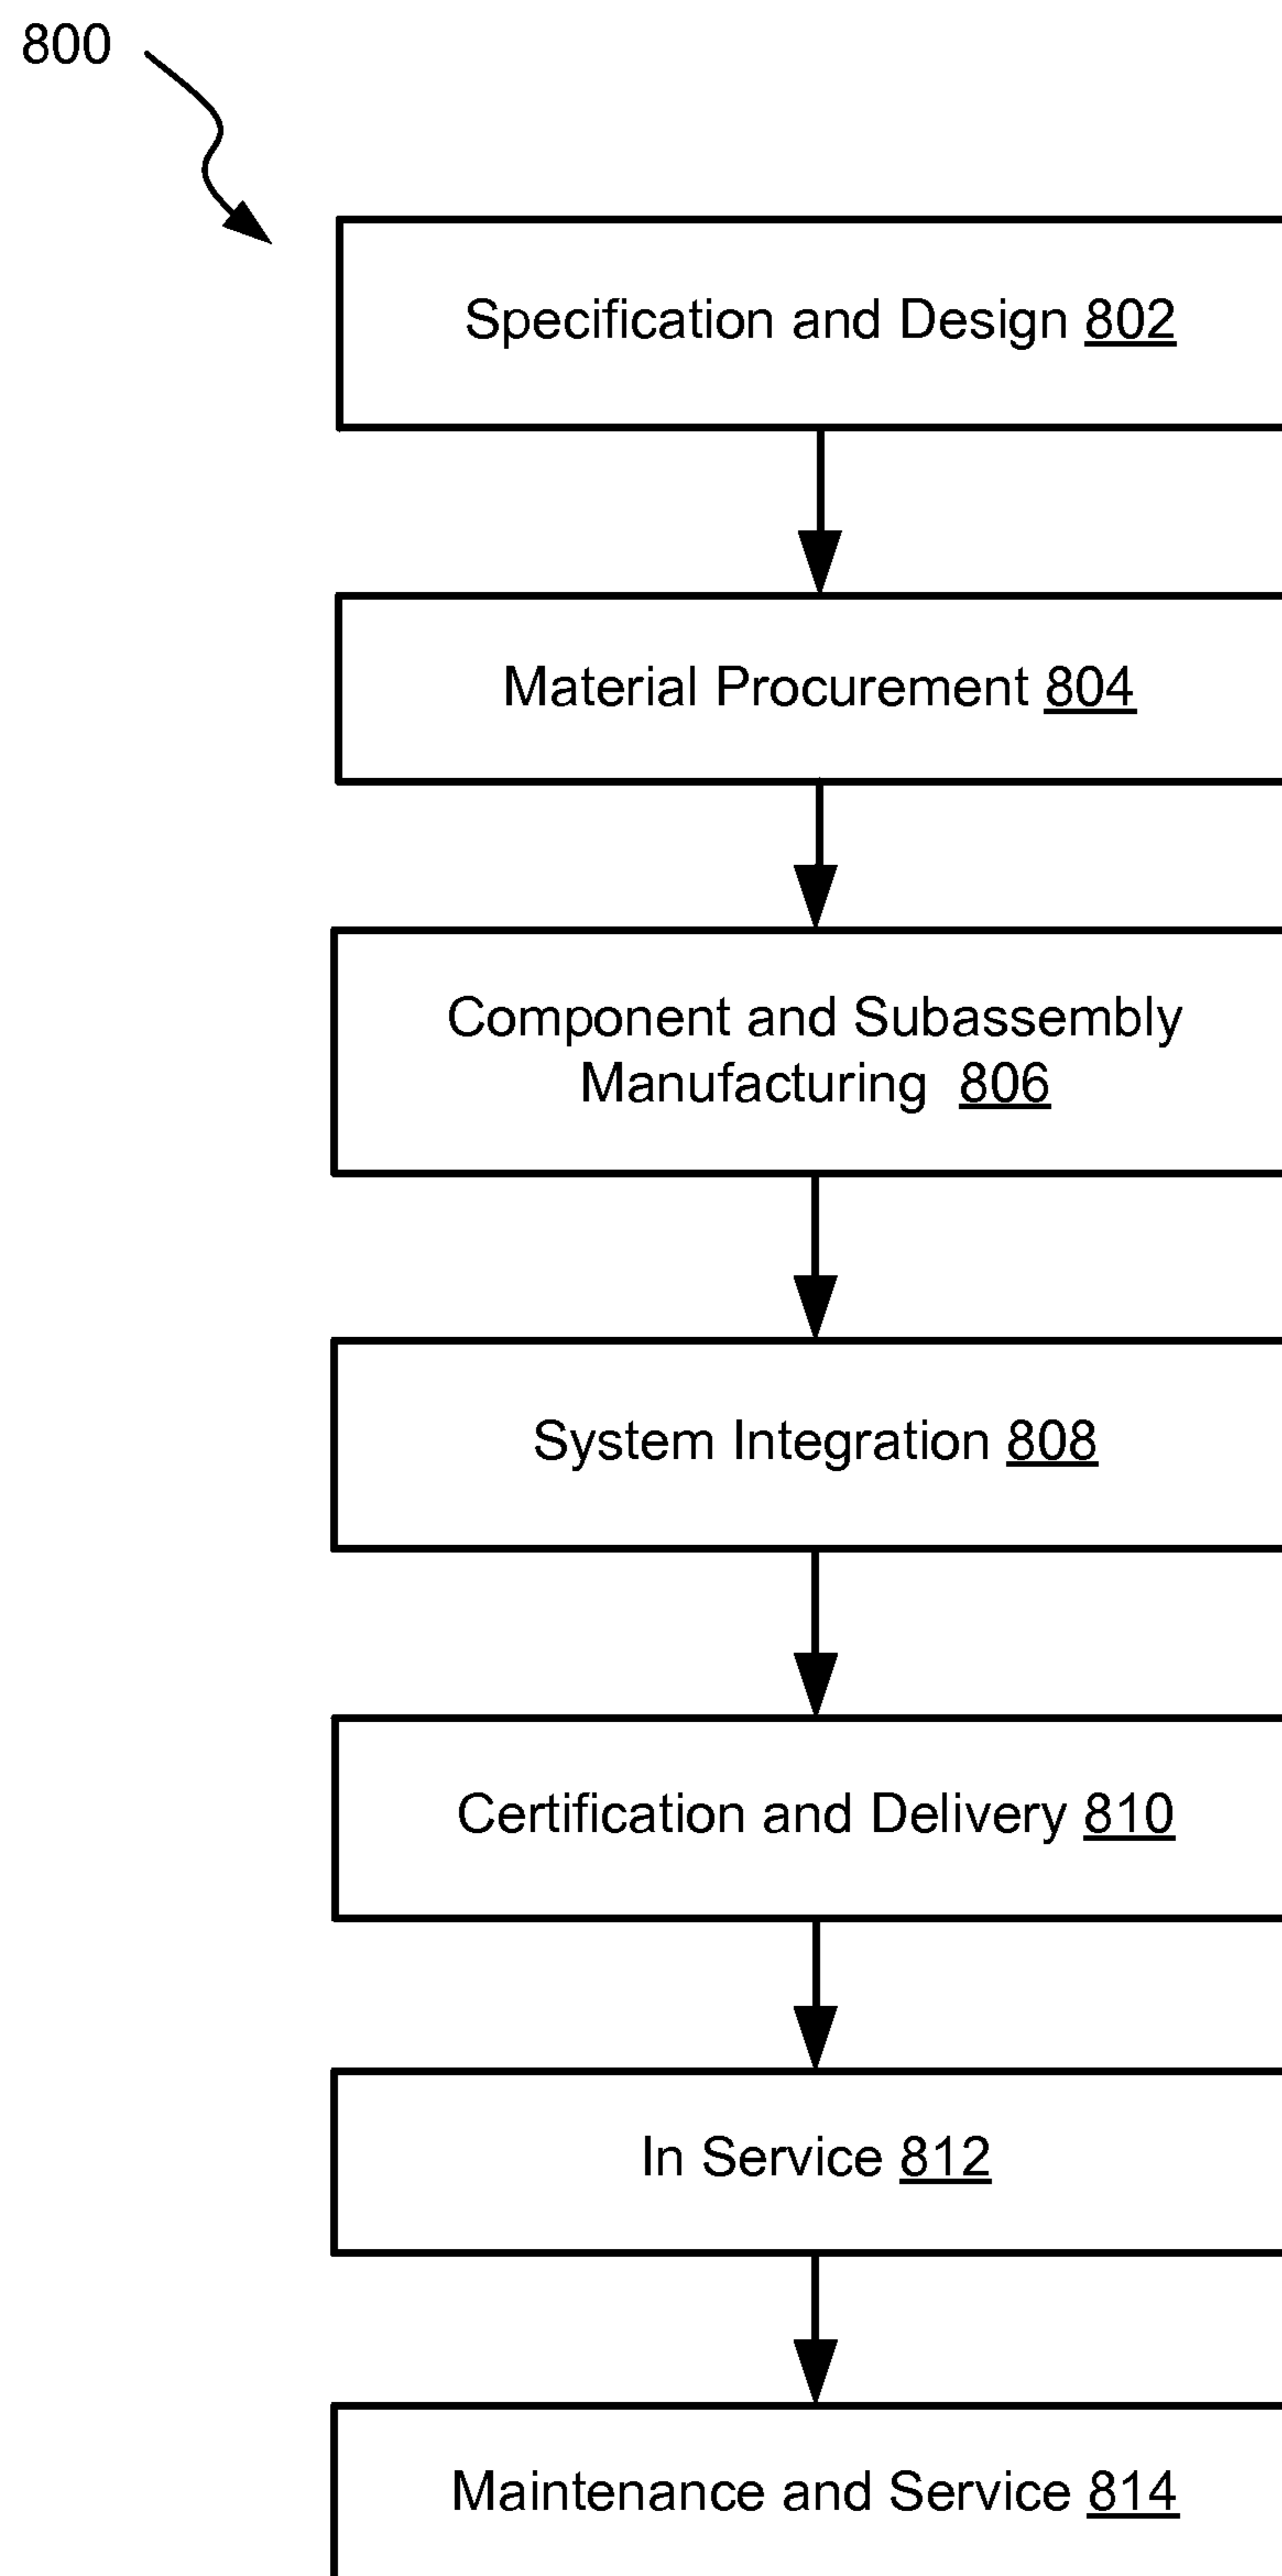 800
Specification and Design 802
Material Procurement 804
Component and Subassembly
Manufacturing 806
System Integration 808
Certification and Delivery 810
In Service 812
Maintenance and Service 814